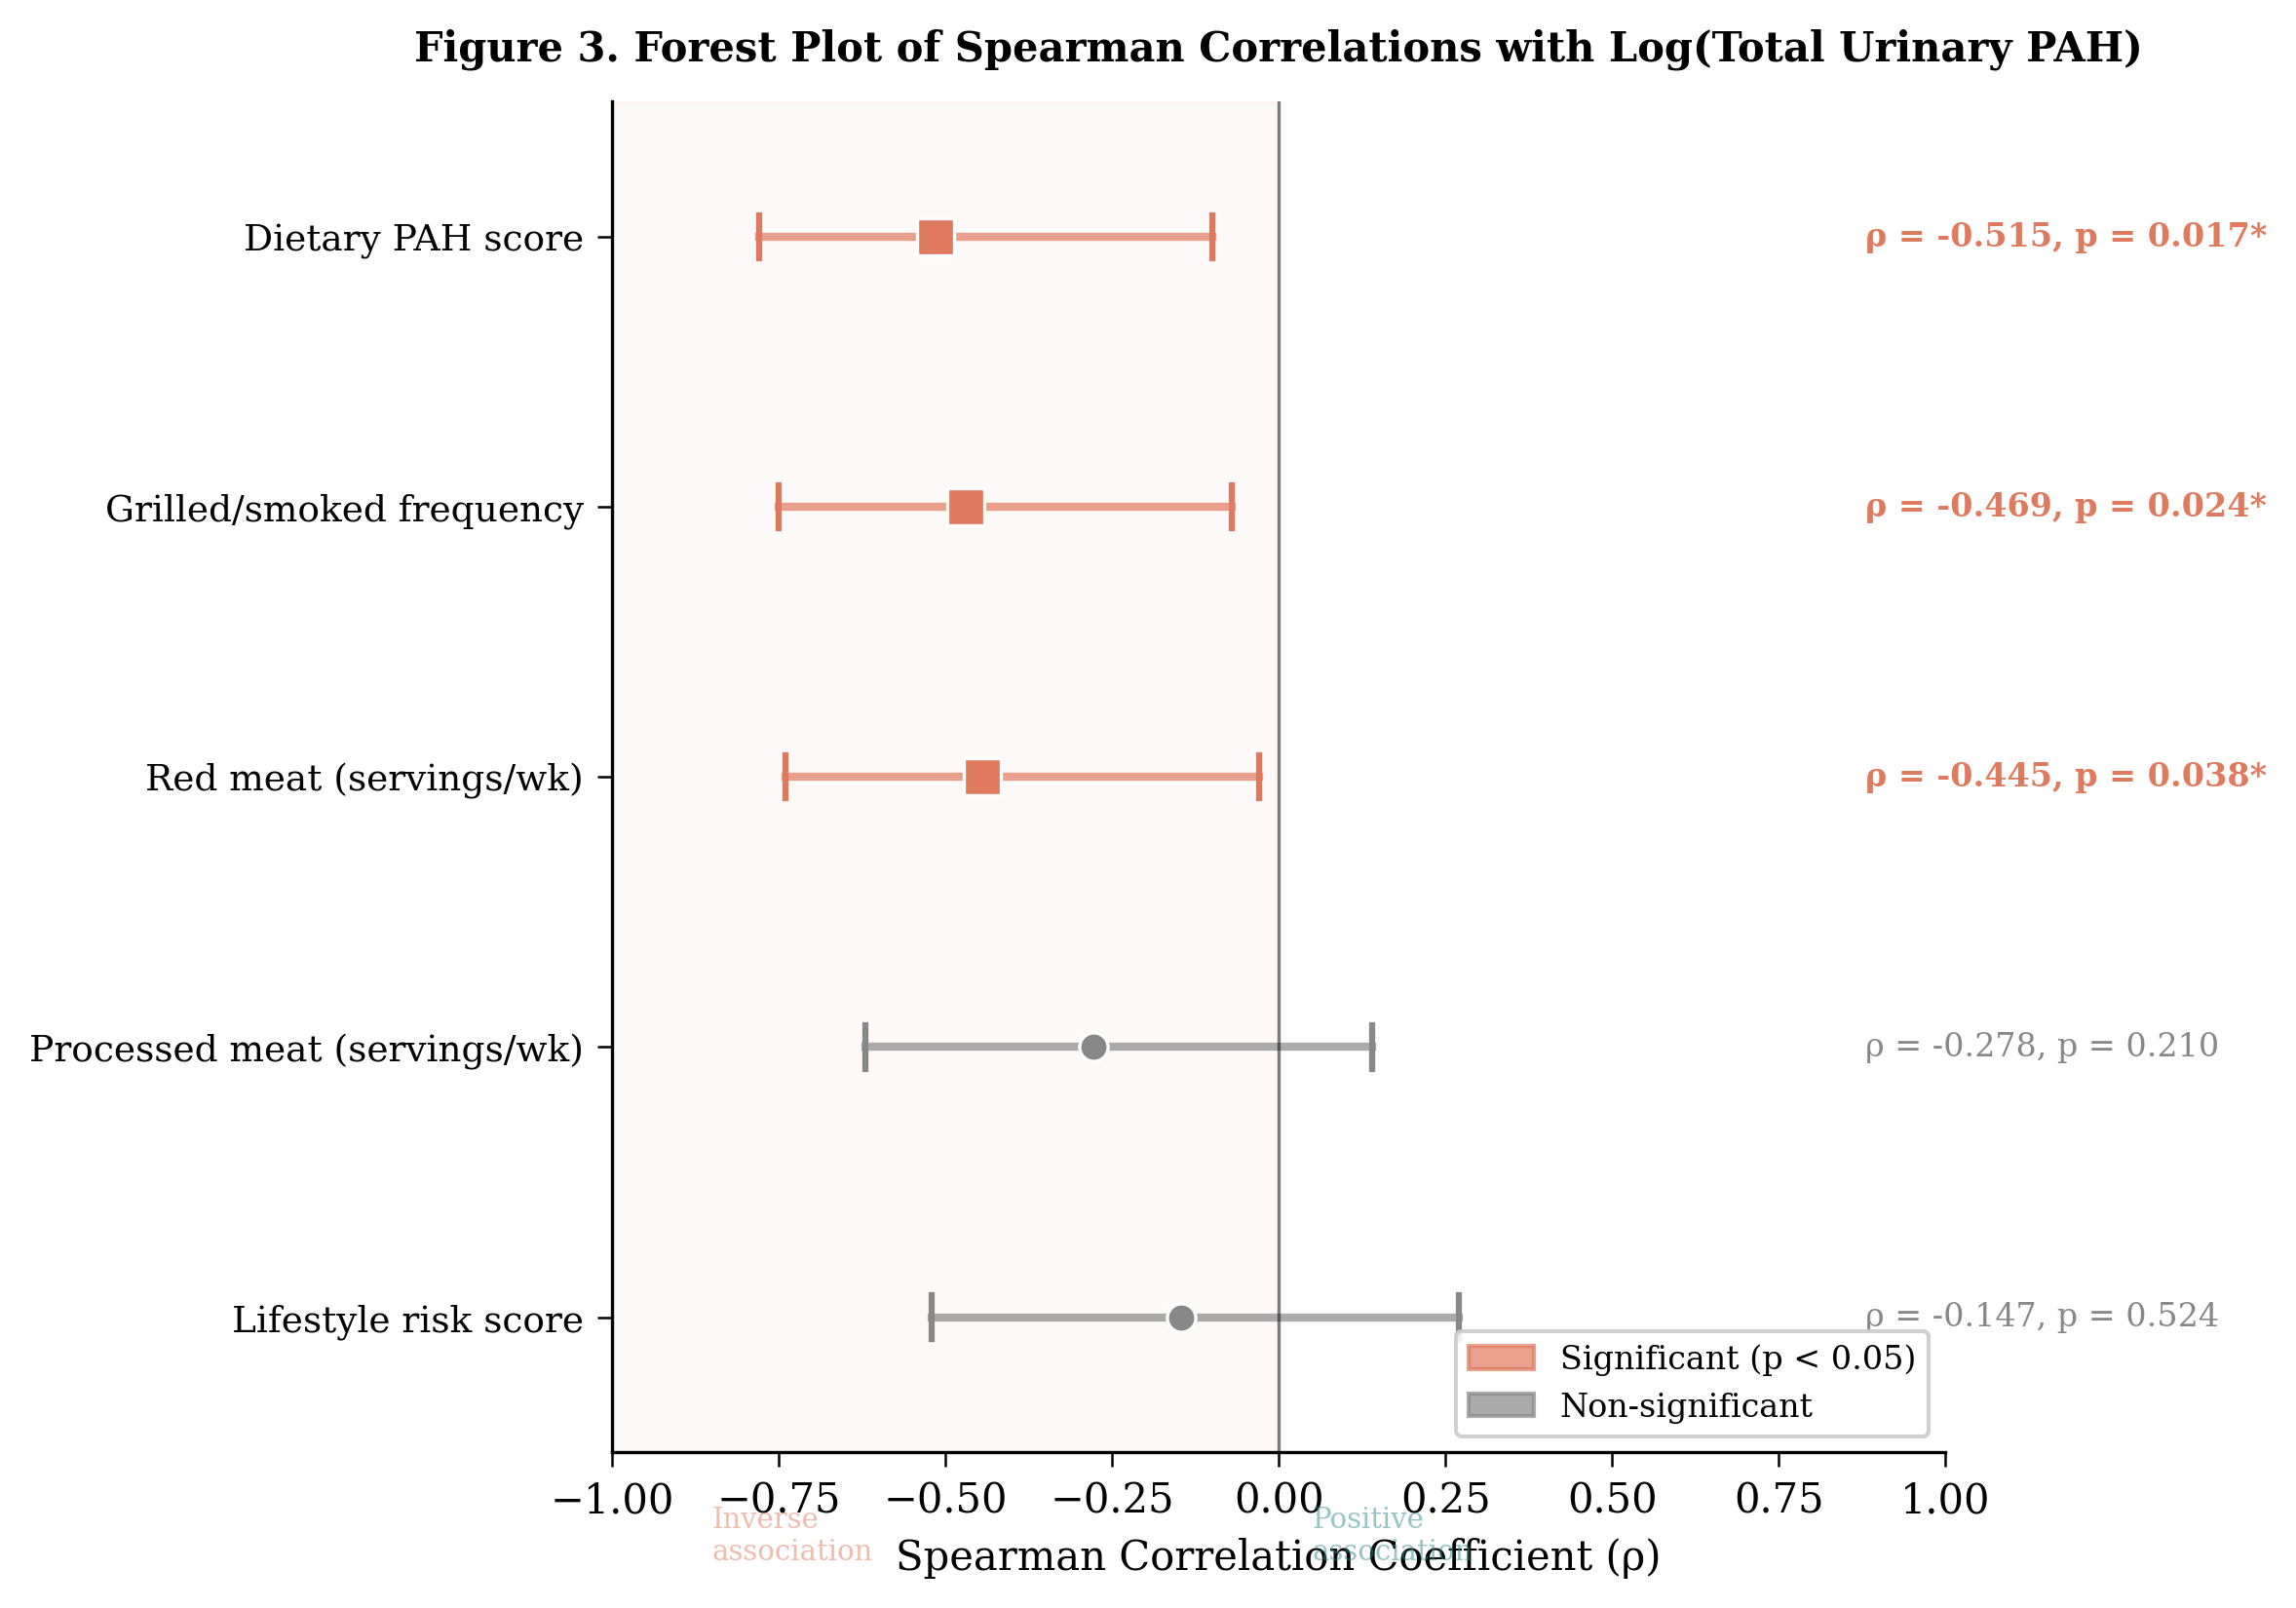 Figure 3. Forest Plot of Spearman Correlations with Log(Total Urinary PAH)
Dietary PAH score
ρ = -0.515, p = 0.017*
Grilled/smoked frequency
ρ = -0.469, p = 0.024*
Red meat (servings/wk)
ρ = -0.445, p = 0.038*
Processed meat (servings/wk)
ρ = -0.278, p = 0.210
Lifestyle risk score
ρ = -0.147, p = 0.524
Significant (p < 0.05)
Non-significant
−1.00 −0.75 −0.50 −0.25 0.00 0.25 0.50 0.75 1.00
Inverse
association
Positive
association
Spearman Correlation Coefficient (ρ)